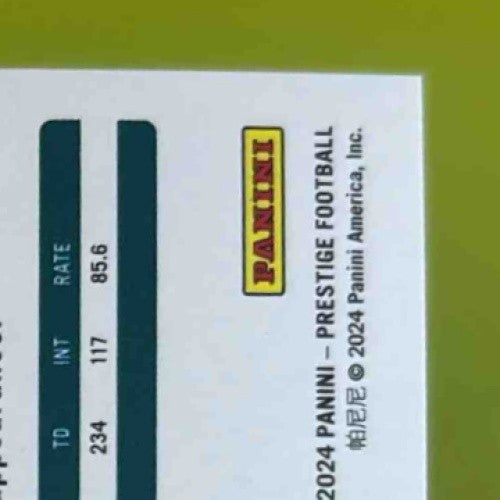 TD INT RATE
234 117 85.6
PANINI
2024 PANINI – PRESTIGE FOOTBALL
帕尼尼 © 2024 Panini America, Inc.